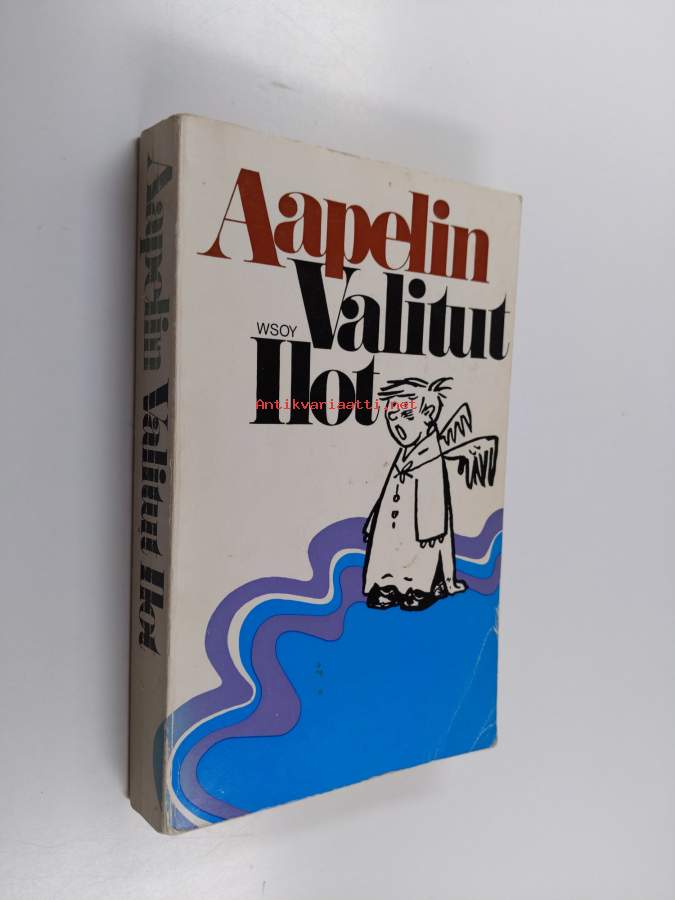 Aapelin
Valitut
WSOY
Ilot
Antikvariaatti.net
Aapelin Valitut Ilot